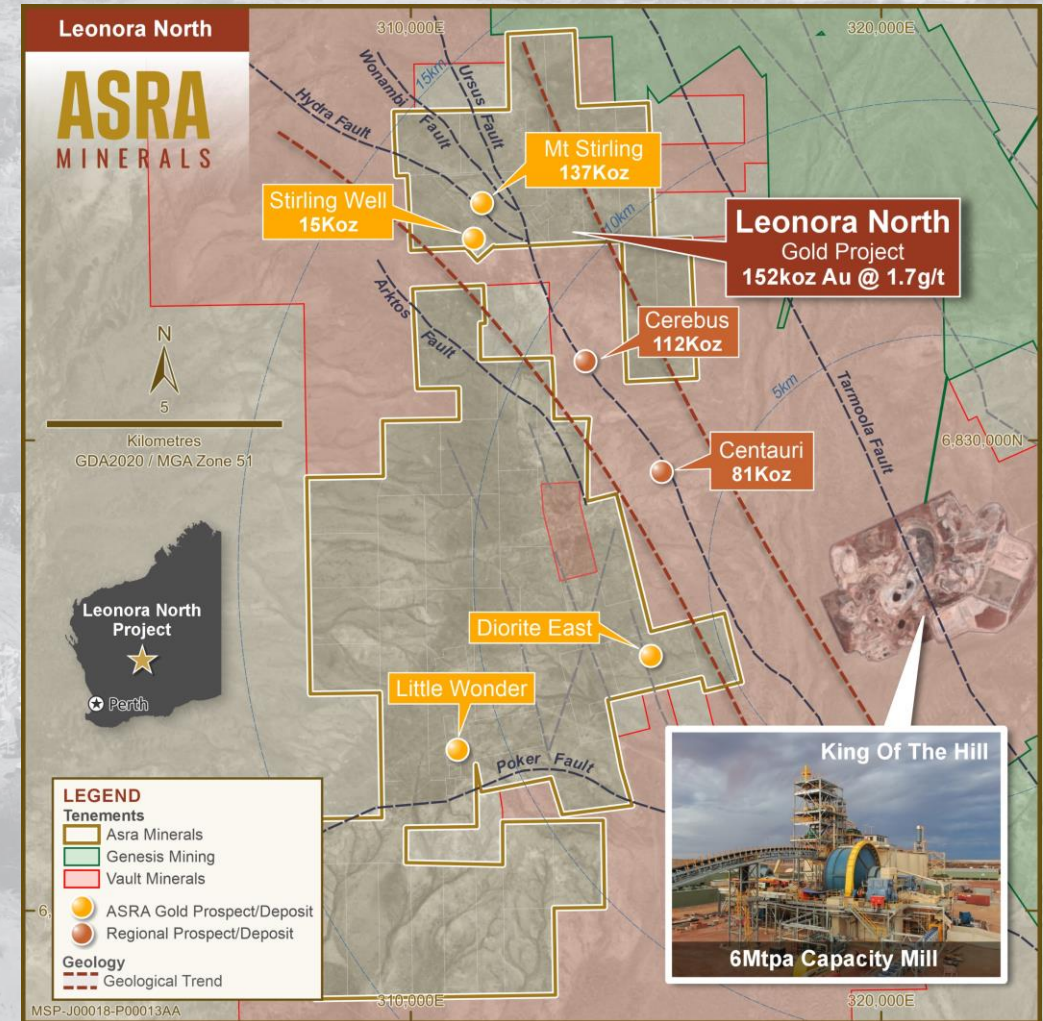 Leonora North
ASRA
MINERALS
310,000E
320,000E
15km
Hydra Fault
Wonambi Fault
Ursus Fault
Mt Stirling
137Koz
Stirling Well
15Koz
10km
Leonora North
Gold Project
152koz Au @ 1.7g/t
Arktos Fault
Cerebus
112Koz
5km
Tarmoola Fault
N
5
Kilometres
GDA2020 / MGA Zone 51
6,830,000N
Centauri
81Koz
Leonora North
Project
Perth
Diorite East
Little Wonder
Poker Fault
King Of The Hill
6Mtpa Capacity Mill
LEGEND
Tenements
Asra Minerals
Genesis Mining
Vault Minerals
ASRA Gold Prospect/Deposit
Regional Prospect/Deposit
Geology
Geological Trend
6,
MSP-J00018-P00013AA
310,000E
320,000E